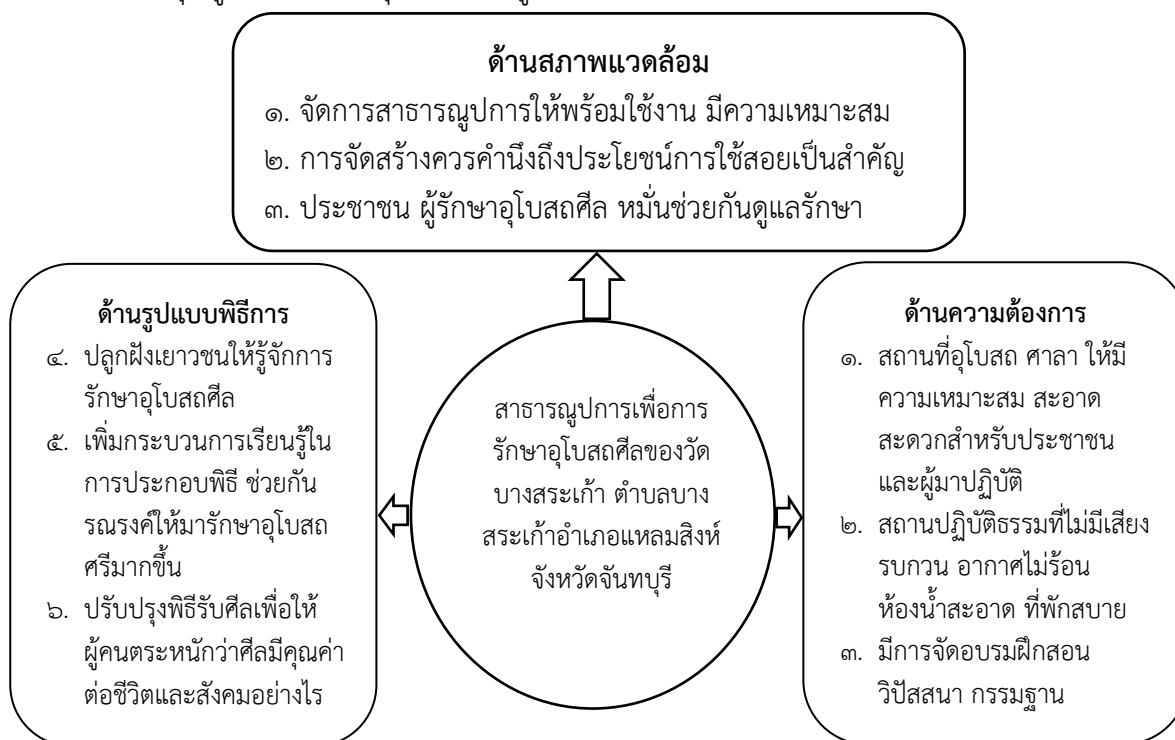 ด้านสภาพแวดล้อม
๑. จัดการสาธารณูปการให้พร้อมใช้งาน มีความเหมาะสม
๒. การจัดสร้างควรคำนึงถึงประโยชน์การใช้สอยเป็นสำคัญ
๓. ประชาชน ผู้รักษาอุโบสถศีล หมั่นช่วยกันดูแลรักษา
ด้านรูปแบบพิธีการ
๔. ปลูกฝังเยาวชนให้รู้จักการ
รักษาอุโบสถศีล
๕. เพิ่มกระบวนการเรียนรู้ใน
การประกอบพิธี ช่วยกัน
รณรงค์ให้มารักษาอุโบสถ
ศรีมากขึ้น
๖. ปรับปรุงพิธีรับศีลเพื่อให้
ผู้คนตระหนักว่าศีลมีคุณค่า
ต่อชีวิตและสังคมอย่างไร
สาธารณูปการเพื่อการ
รักษาอุโบสถศีลของวัด
บางสระเก้า ตำบลบาง
สระเก้าอำเภอแหลมสิงห์
จังหวัดจันทบุรี
ด้านความต้องการ
๑. สถานที่อุโบสถ ศาลา ให้มี
ความเหมาะสม สะอาด
สะดวกสำหรับประชาชน
และผู้มาปฏิบัติ
๒. สถานปฏิบัติธรรมที่ไม่มีเสียง
รบกวน อากาศไม่ร้อน
ห้องน้ำสะอาด ที่พักสบาย
๓. มีการจัดอบรมฝึกสอน
วิปัสสนา กรรมฐาน